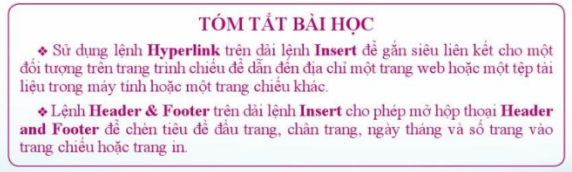 TÓM TẮT BÀI HỌC
❖ Sử dụng lệnh Hyperlink trên dải lệnh Insert để gắn siêu liên kết cho một
đối tượng trên trang trình chiếu để dẫn đến địa chỉ một trang web hoặc một tệp tài
liệu trong máy tính hoặc một trang chiếu khác.
❖ Lệnh Header & Footer trên dải lệnh Insert cho phép mở hộp thoại Header
and Footer để chèn tiêu đề đầu trang, chân trang, ngày tháng và số trang vào
trang chiếu hoặc trang in.